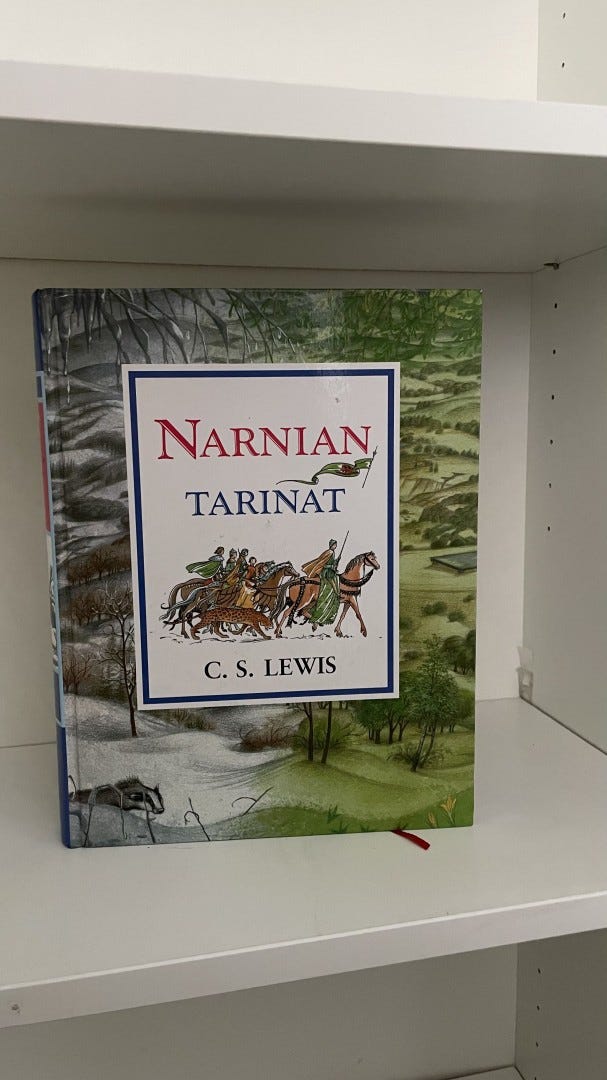 NARNIAN
TARINAT
C. S. LEWIS